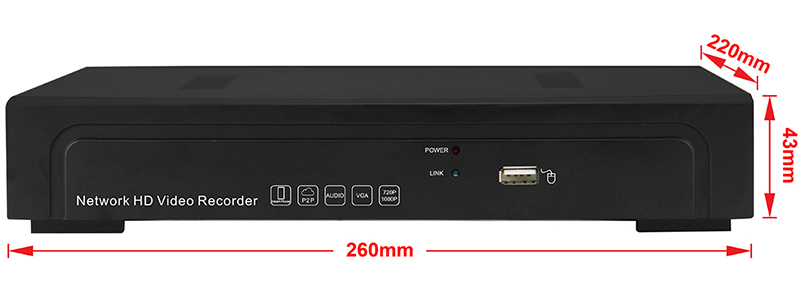 220mm
43mm
POWER
LINK
Network HD Video Recorder
P2P
AUDIO
VGA
720P
1080P
260mm